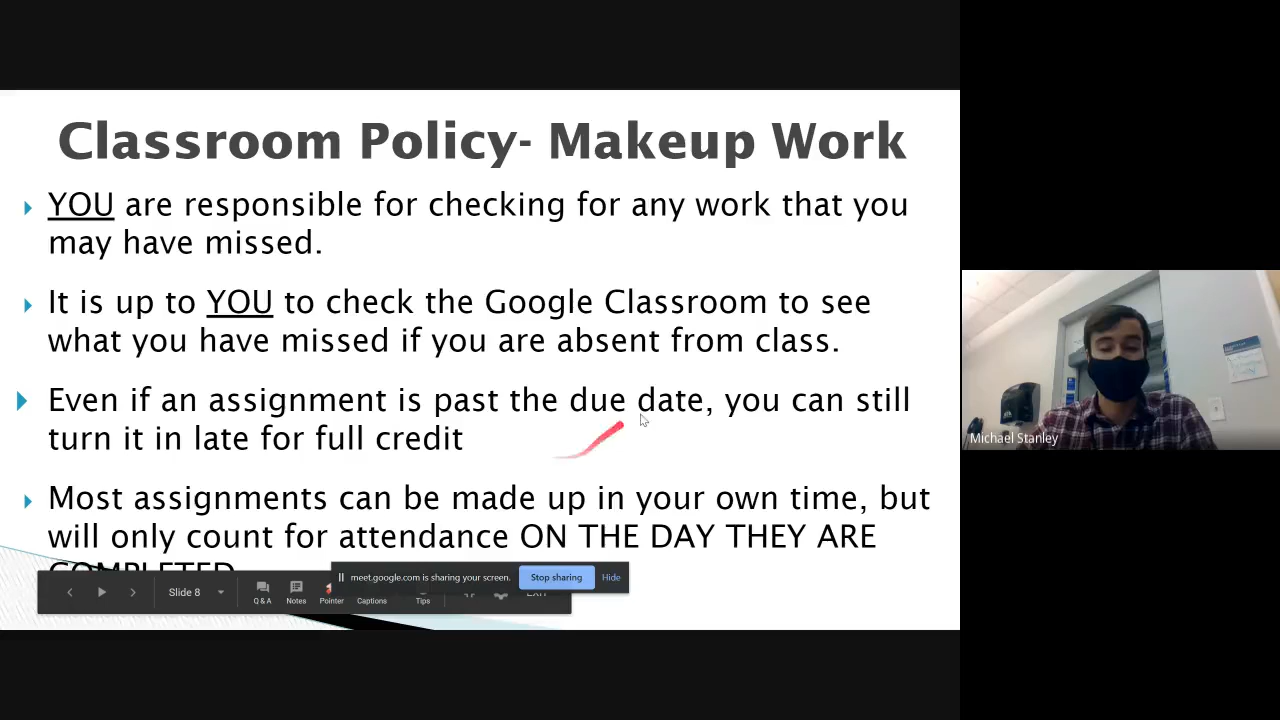 Classroom Policy- Makeup Work
YOU are responsible for checking for any work that you
may have missed.
It is up to YOU to check the Google Classroom to see
what you have missed if you are absent from class.
Even if an assignment is past the due date, you can still
turn it in late for full credit
Most assignments can be made up in your own time, but
will only count for attendance ON THE DAY THEY ARE
COMPLETED
meet.google.com is sharing your screen.
Stop sharing
Hide
Slide 8
Q & A
Notes
Pointer
Captions
Tips
EXIT
Michael Stanley